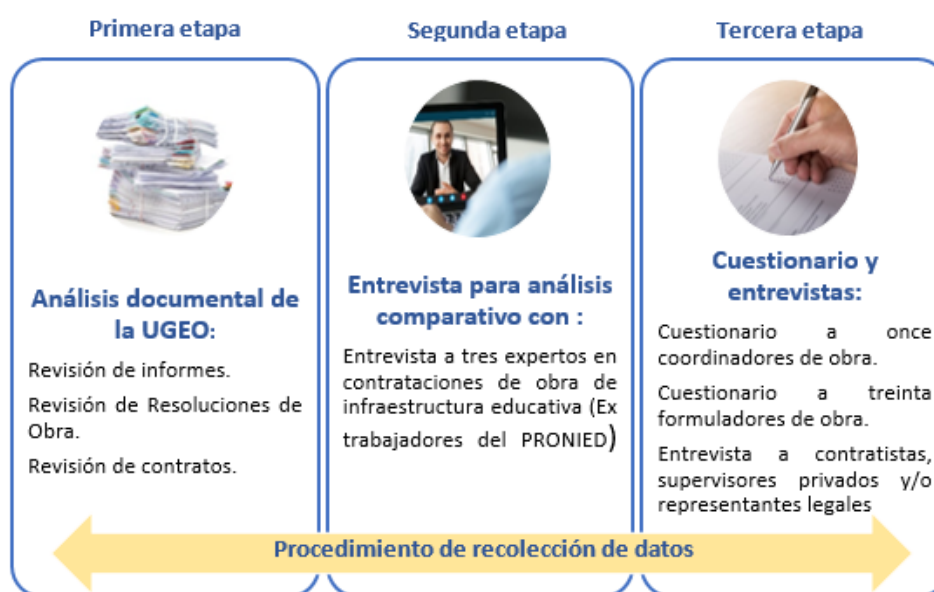 Primera etapa
Análisis documental de
la UGEO:
Revisión de informes.
Revisión de Resoluciones de
Obra.
Revisión de contratos.
Segunda etapa
Entrevista para análisis
comparativo con :
Entrevista a tres expertos en
contrataciones de obra de
infraestructura educativa (Ex
trabajadores del PRONIED)
Tercera etapa
Cuestionario y
entrevistas:
Cuestionario a once
coordinadores de obra.
Cuestionario a treinta
formuladores de obra.
Entrevista a contratistas,
supervisores privados y/o
representantes legales
Procedimiento de recolección de datos